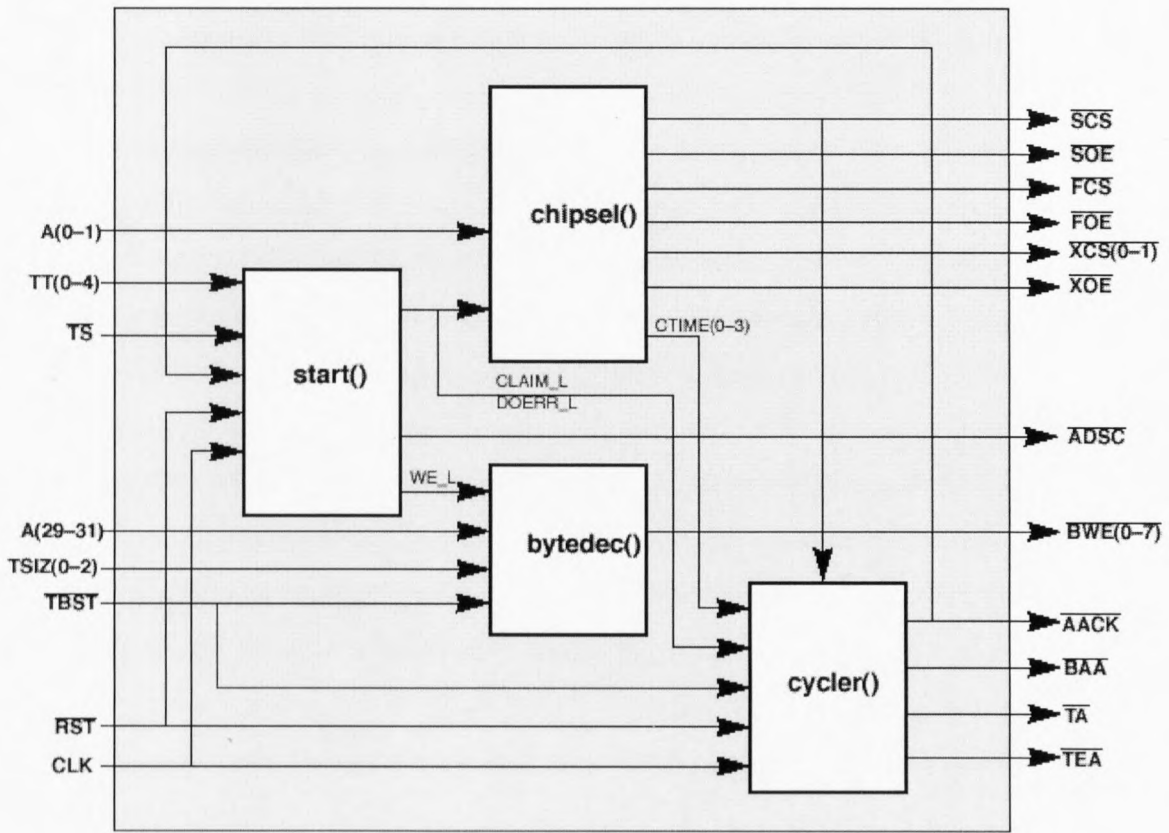 SCS
SOE
chipsel()
FCS
FOE
A(0–1)
XCS(0–1)
TT(0–4)
XOE
TS
CTIME(0–3)
start()
CLAIM_L
DOERR_L
ADSC
WE_L
A(29–31)
bytedec()
BWE(0–7)
TSIZ(0–2)
TBST
AACK
cycler()
BAA
RST
TA
CLK
TEA